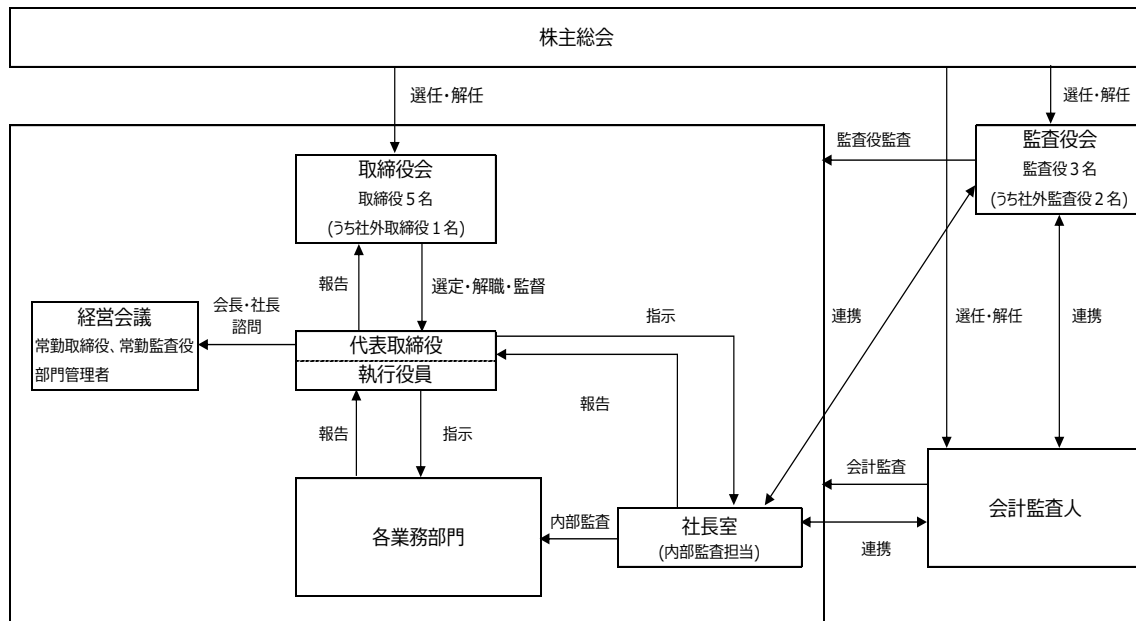 株主総会
選任・解任
選任・解任
監査役会
監査役3名
(うち社外監査役2名)
監査役監査
取締役会
取締役5名
(うち社外取締役1名)
報告
選定・解職・監督
経営会議
常勤取締役、常勤監査役
部門管理者
会長・社長
諮問
代表取締役
執行役員
指示
連携
選任・解任
連携
報告
報告
指示
会計監査
会計監査人
各業務部門
内部監査
社長室
(内部監査担当)
連携